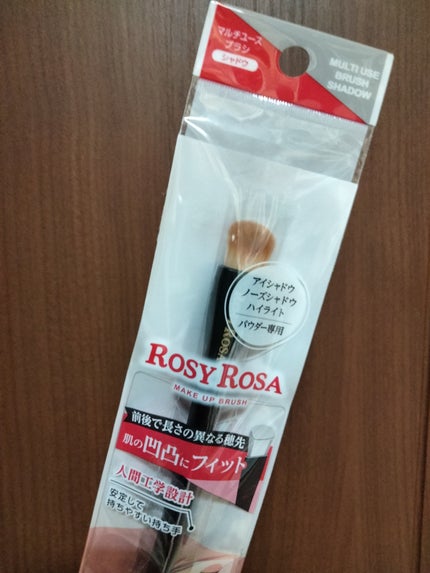 マルチユース
ブラシ
シャドウ
MULTI USE
BRUSH
SHADOW
アイシャドウ
ノーズシャドウ
ハイライト
パウダー専用
ROSY ROSA
MAKE UP BRUSH
前後で長さの異なる穂先
肌の凹凸にフィット
人間工学設計
安定して
持ちやすい持ち手